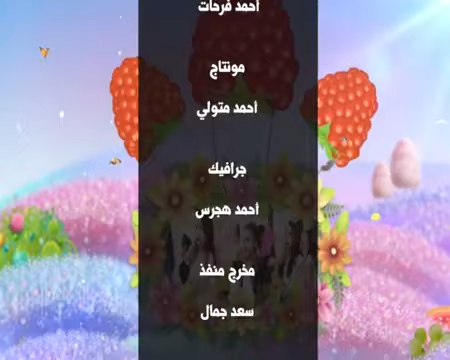 أحمد فرحات
مونتاج
أحمد متولي
جرافيك
أحمد هجرس
مخرج منفذ
سعد جمال